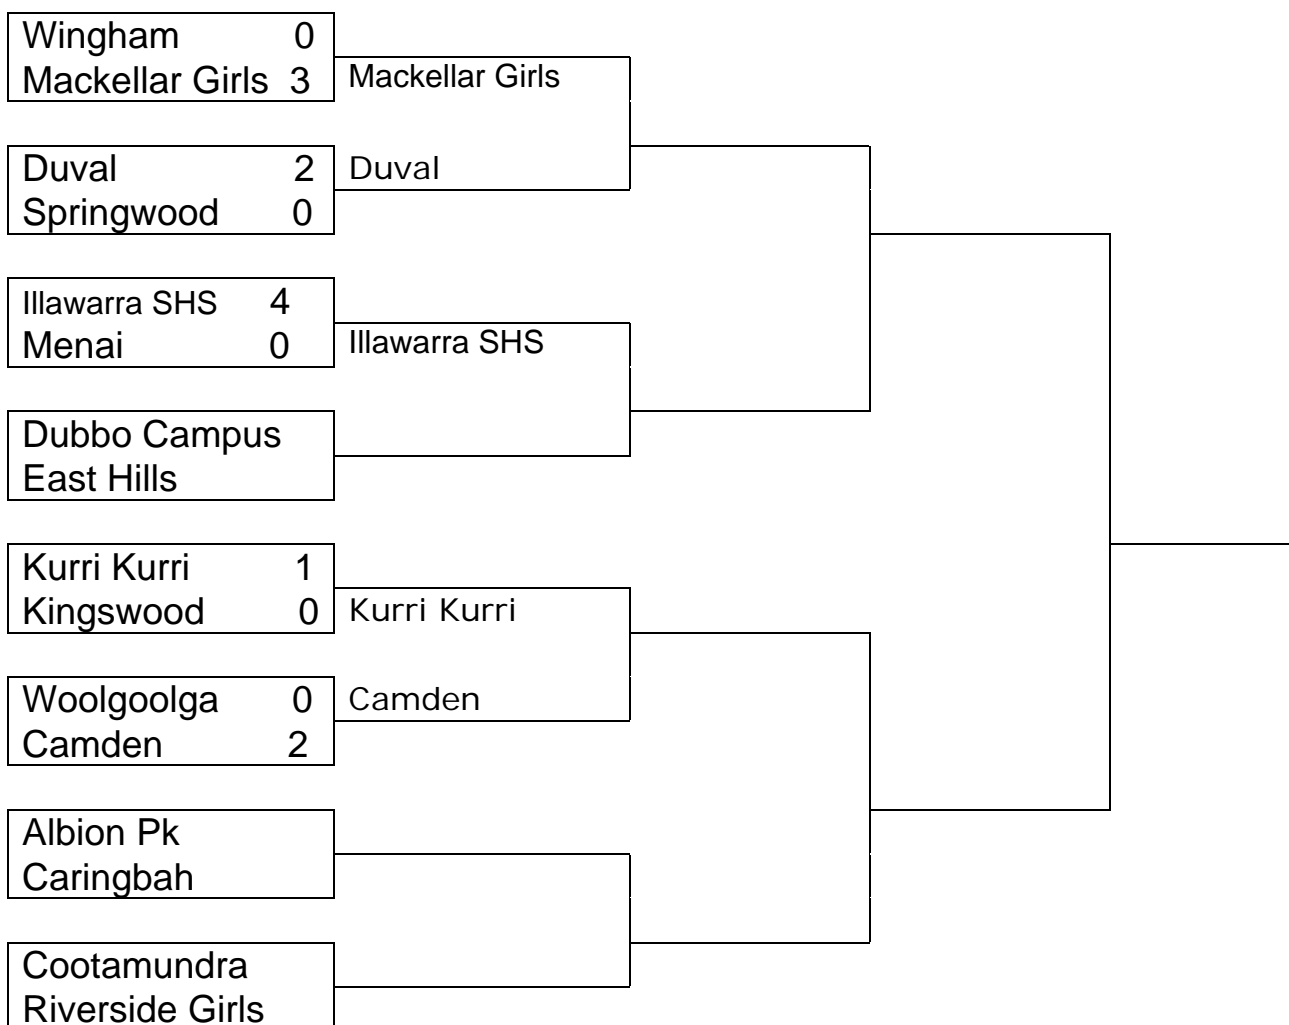 Wingham 0
Mackellar Girls 3
Mackellar Girls
Duval 2
Springwood 0
Duval
Illawarra SHS 4
Menai 0
Illawarra SHS
Dubbo Campus
East Hills
Kurri Kurri 1
Kingswood 0
Kurri Kurri
Woolgoolga 0
Camden 2
Camden
Albion Pk
Caringbah
Cootamundra
Riverside Girls